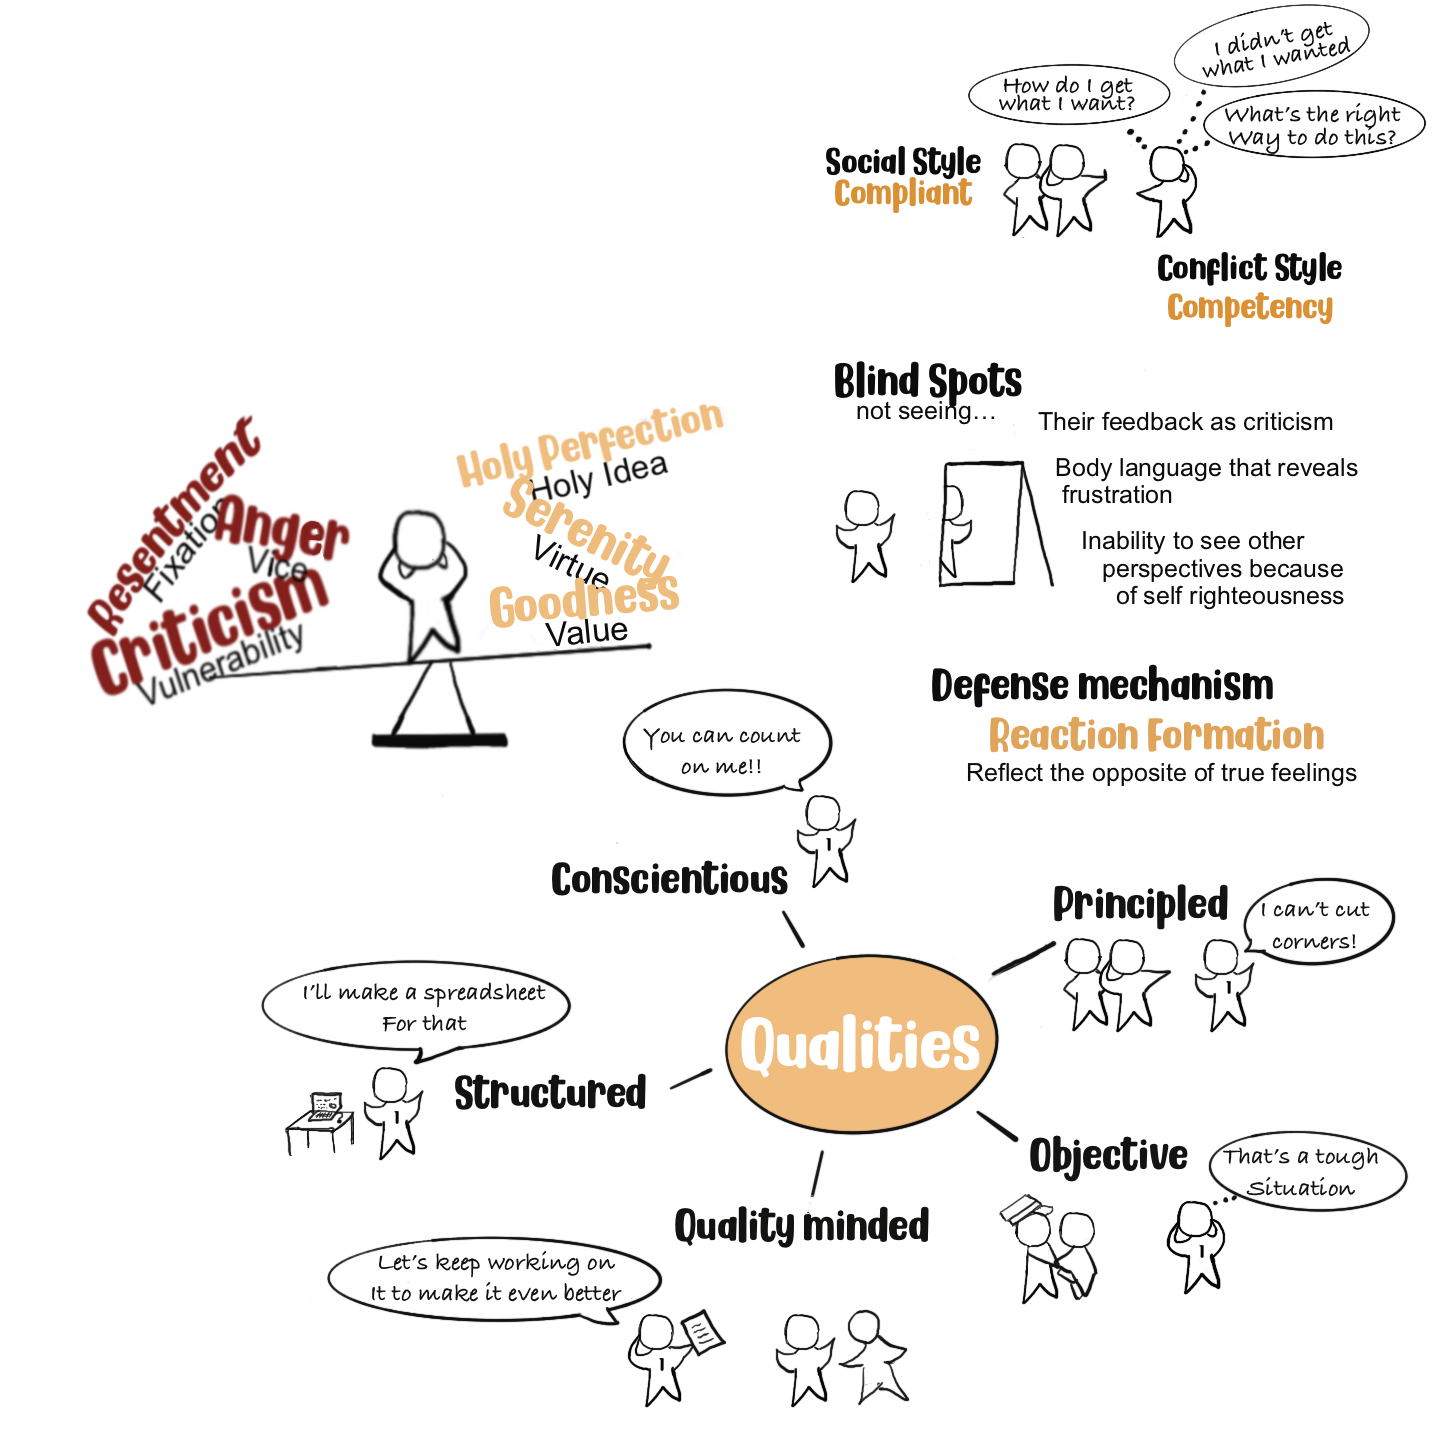 I didn't get
what I wanted
How do I get
what I want?
What's the right
Way to do this?
Social Style
Compliant
Conflict Style
Competency
Blind Spots
not seeing...
Their feedback as criticism
Body language that reveals
frustration
Inability to see other
perspectives because
of self righteousness
Resentment
Fixation
Anger
Vice
Criticism
Vulnerability
Holy Perfection
Holy Idea
Serenity
Virtue
Goodness
Value
Defense mechanism
Reaction Formation
Reflect the opposite of true feelings
You can count
on me!!
1
Conscientious
Principled
I can't cut
corners!
1
I'll make a spreadsheet
For that
1
Structured
Qualities
Objective
That's a tough
Situation
1
Quality minded
Let's keep working on
It to make it even better
1